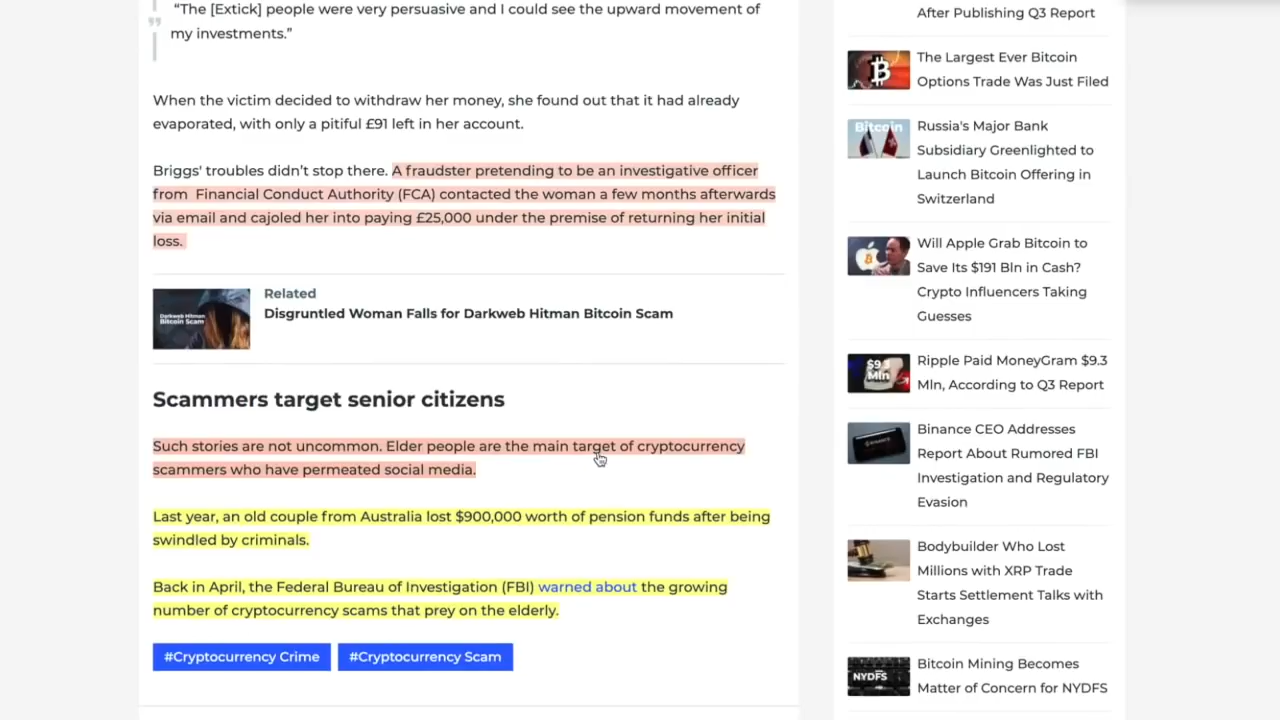 “The [Extick] people were very persuasive and I could see the upward movement of
my investments.”
When the victim decided to withdraw her money, she found out that it had already
evaporated, with only a pitiful £91 left in her account.
Briggs' troubles didn’t stop there. A fraudster pretending to be an investigative officer
from  Financial Conduct Authority (FCA) contacted the woman a few months afterwards
via email and cajoled her into paying £25,000 under the premise of returning her initial
loss.
Darkweb Hitman
Bitcoin Scam
Related
Disgruntled Woman Falls for Darkweb Hitman Bitcoin Scam
Scammers target senior citizens
Such stories are not uncommon. Elder people are the main target of cryptocurrency
scammers who have permeated social media.
Last year, an old couple from Australia lost $900,000 worth of pension funds after being
swindled by criminals.
Back in April, the Federal Bureau of Investigation (FBI) warned about the growing
number of cryptocurrency scams that prey on the elderly.
#Cryptocurrency Crime
#Cryptocurrency Scam
After Publishing Q3 Report
The Largest Ever Bitcoin
Options Trade Was Just Filed
Bitcoin
Russia's Major Bank
Subsidiary Greenlighted to
Launch Bitcoin Offering in
Switzerland
Will Apple Grab Bitcoin to
Save Its $191 Bln in Cash?
Crypto Influencers Taking
Guesses
$9.3
Mln
Ripple Paid MoneyGram $9.3
Mln, According to Q3 Report
BINANCE
Binance CEO Addresses
Report About Rumored FBI
Investigation and Regulatory
Evasion
Bodybuilder Who Lost
Millions with XRP Trade
Starts Settlement Talks with
Exchanges
NYDFS
Bitcoin Mining Becomes
Matter of Concern for NYDFS